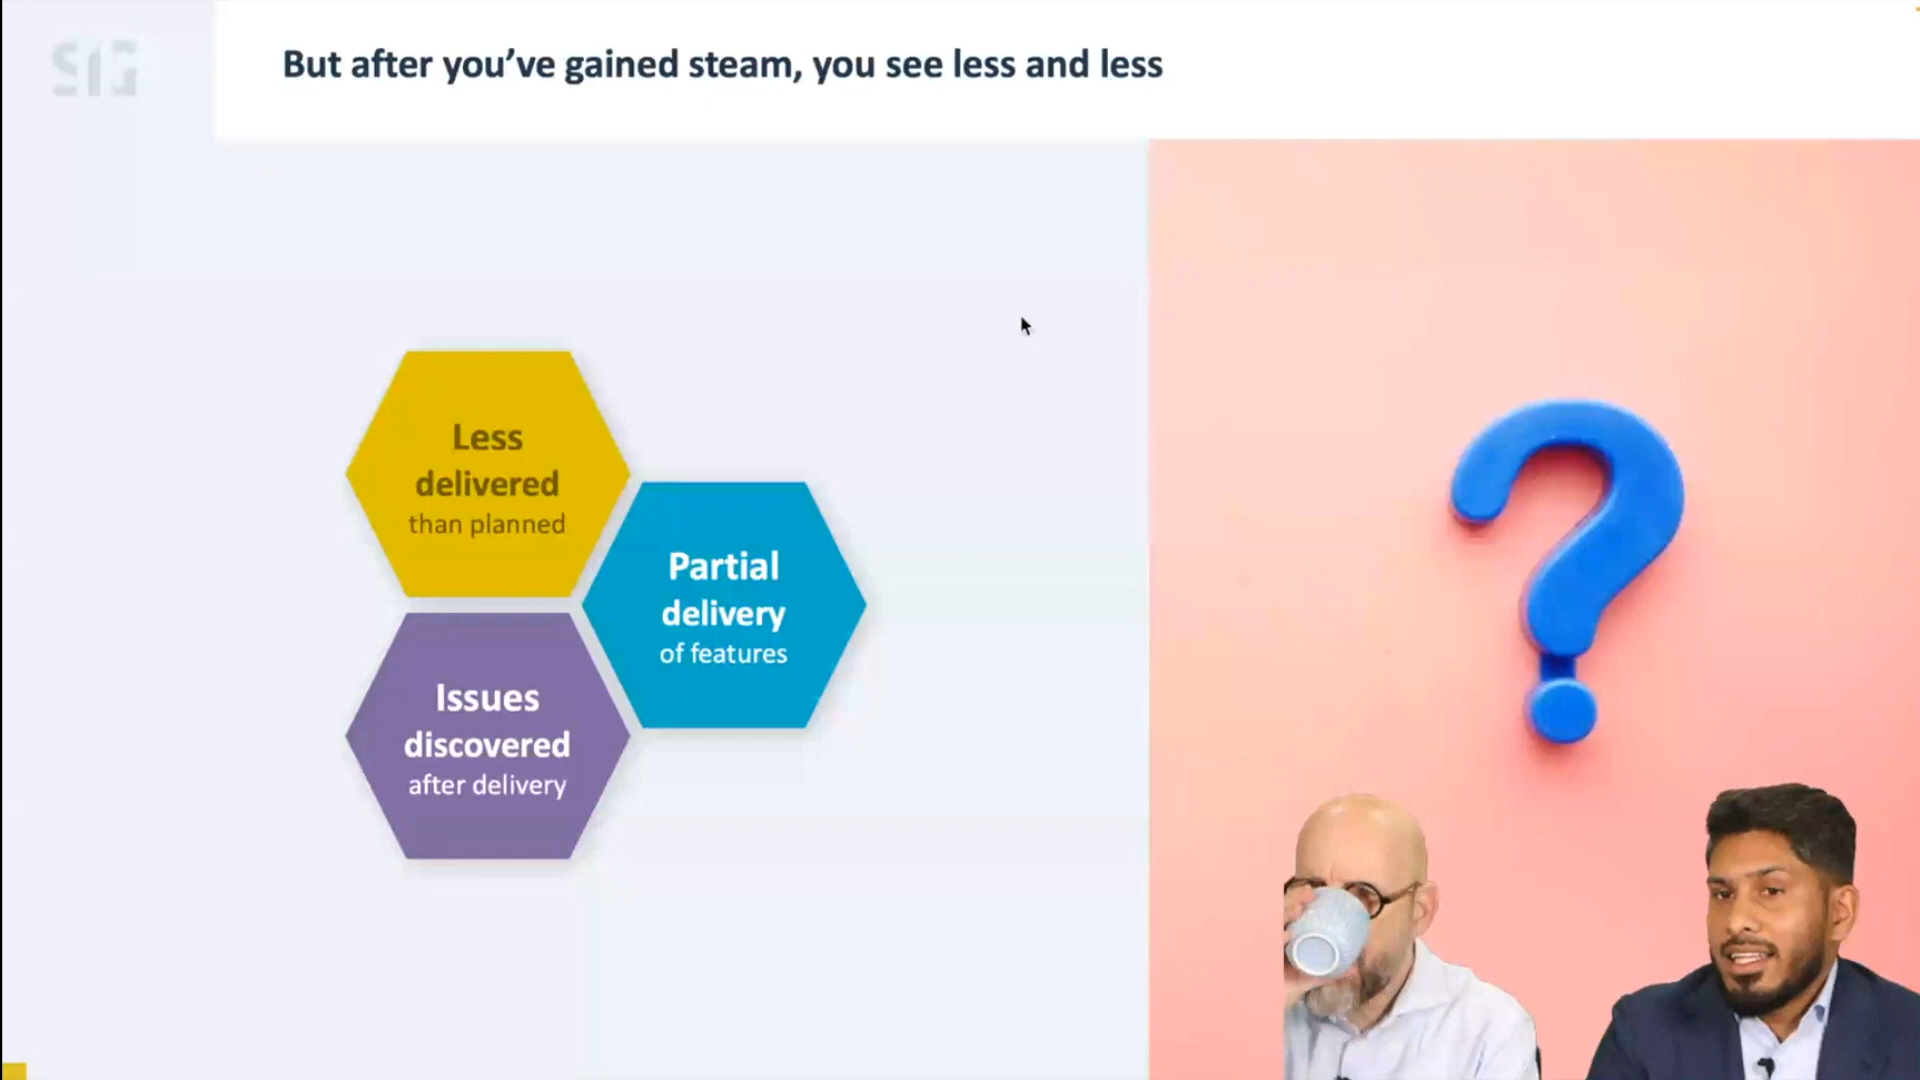 SIG
But after you’ve gained steam, you see less and less
Less
delivered
than planned
Partial
delivery
of features
Issues
discovered
after delivery